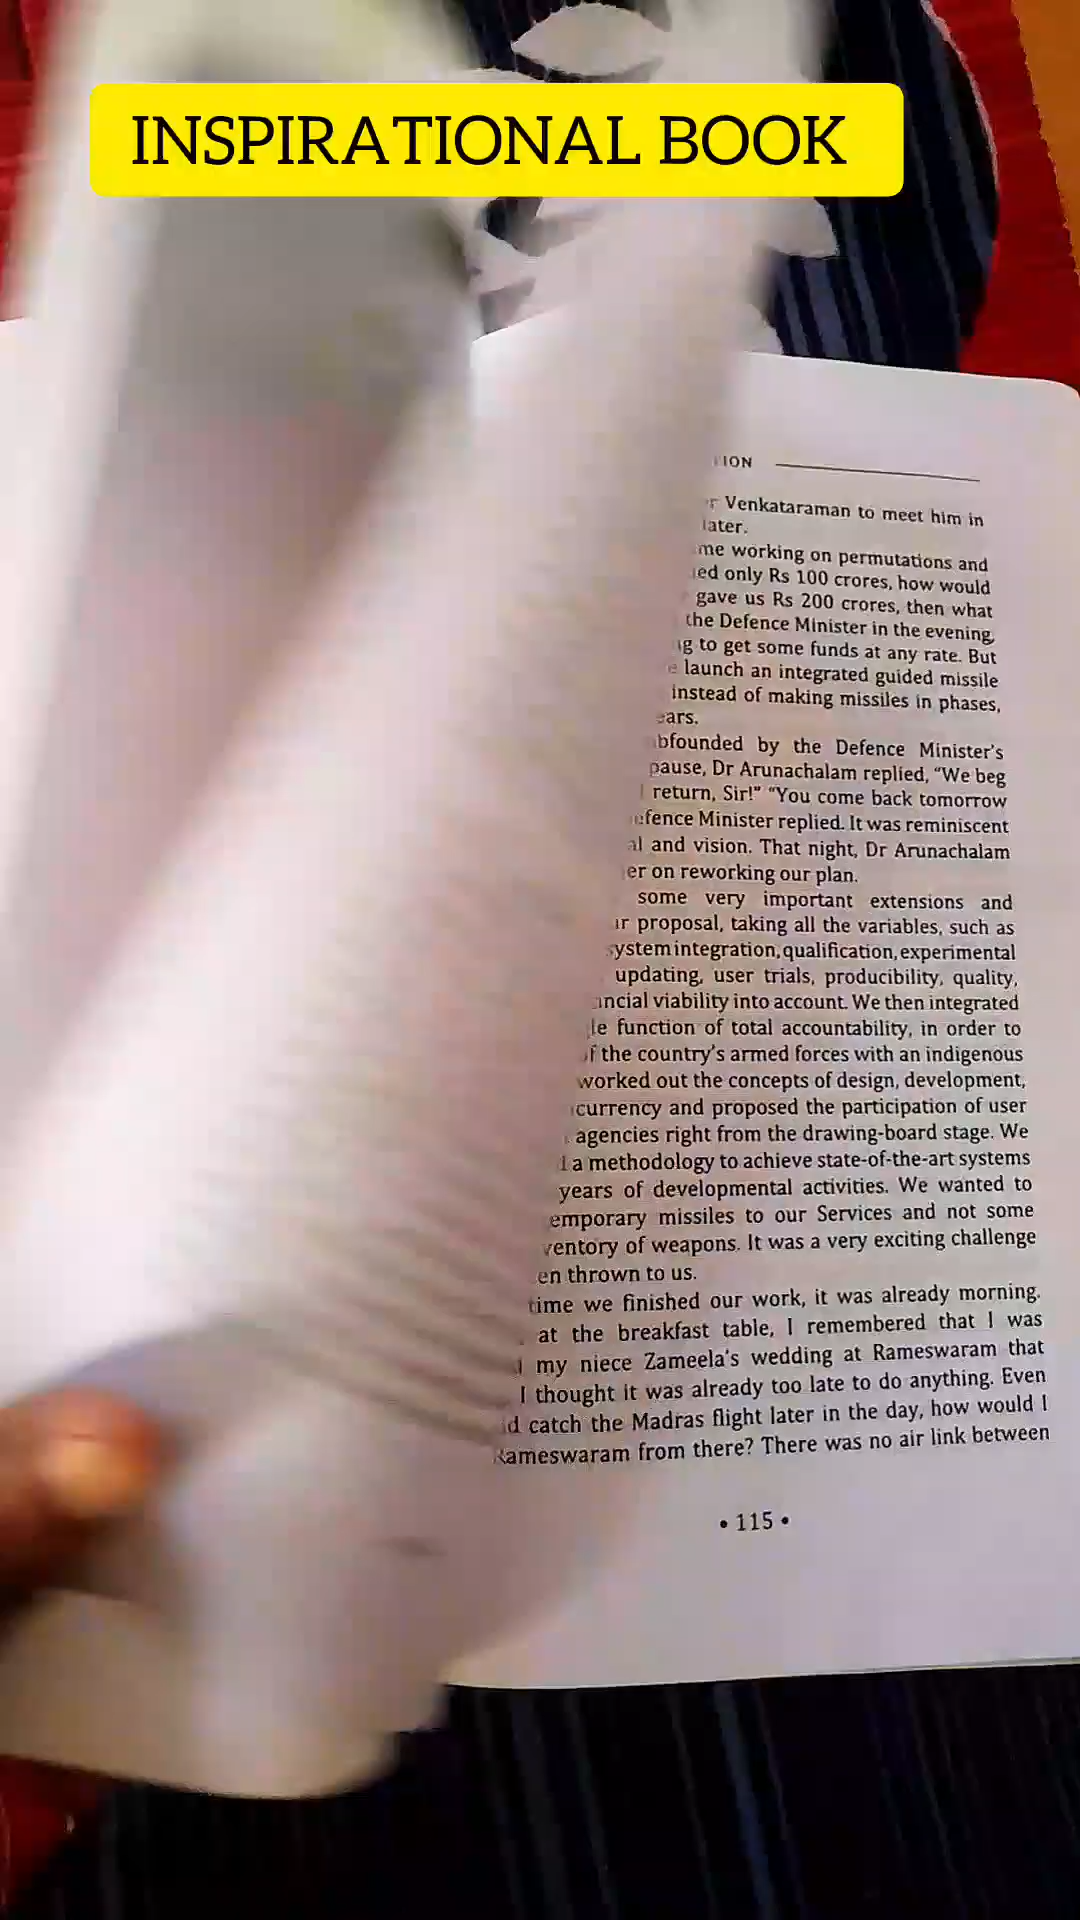 INSPIRATIONAL BOOK
ION
Venkataraman to meet him in
later.
working on permutations and
only Rs 100 crores, how would
gave us Rs 200 crores, then what
the Defence Minister in the evening,
to get some funds at any rate. But
launch an integrated guided missile
instead of making missiles in phases,
by the Defence Minister's
pause, Dr Arunachalam replied, “We beg
return, Sir!” “You come back tomorrow
Minister replied. It was reminiscent
and vision. That night, Dr Arunachalam
on reworking our plan.
some very important extensions and
proposal, taking all the variables, such as
system integration, qualification, experimental
updating, user trials, producibility, quality,
viability into account. We then integrated
function of total accountability, in order to
of the country's armed forces with an indigenous
worked out the concepts of design, development,
currency and proposed the participation of user
agencies right from the drawing-board stage. We
a methodology to achieve state-of-the-art systems
years of developmental activities. We wanted to
emporary missiles to our Services and not some
ventory of weapons. It was a very exciting challenge
thrown to us.
time we finished our work, it was already morning.
at the breakfast table, I remembered that I was
my niece Zameela's wedding at Rameswaram that
I thought it was already too late to do anything. Even
catch the Madras flight later in the day, how would I
Rameswaram from there? There was no air link between
• 115 •